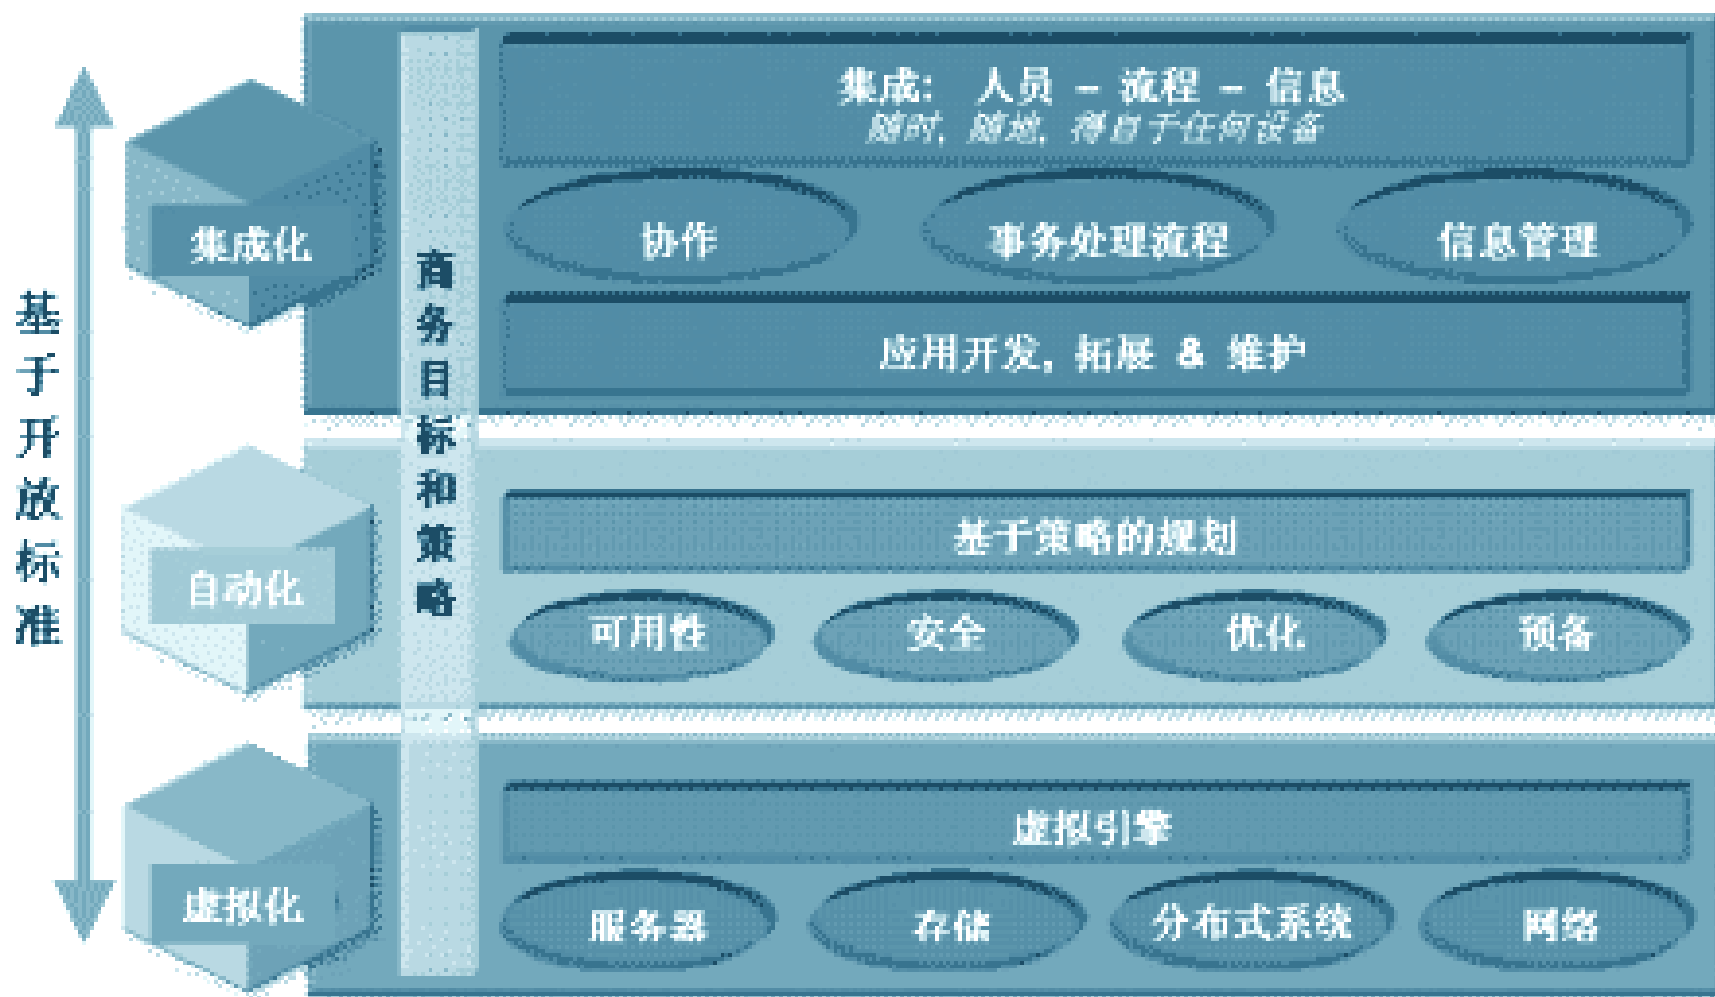 基于开放标准
商务目标和策略
集成化
集成: 人员 - 流程 - 信息
随时, 随地, 得自于任何设备
协作
事务处理流程
信息管理
应用开发, 拓展 & 维护
自动化
基于策略的规划
可用性
安全
优化
预备
虚拟化
虚拟引擎
服务器
存储
分布式系统
网络